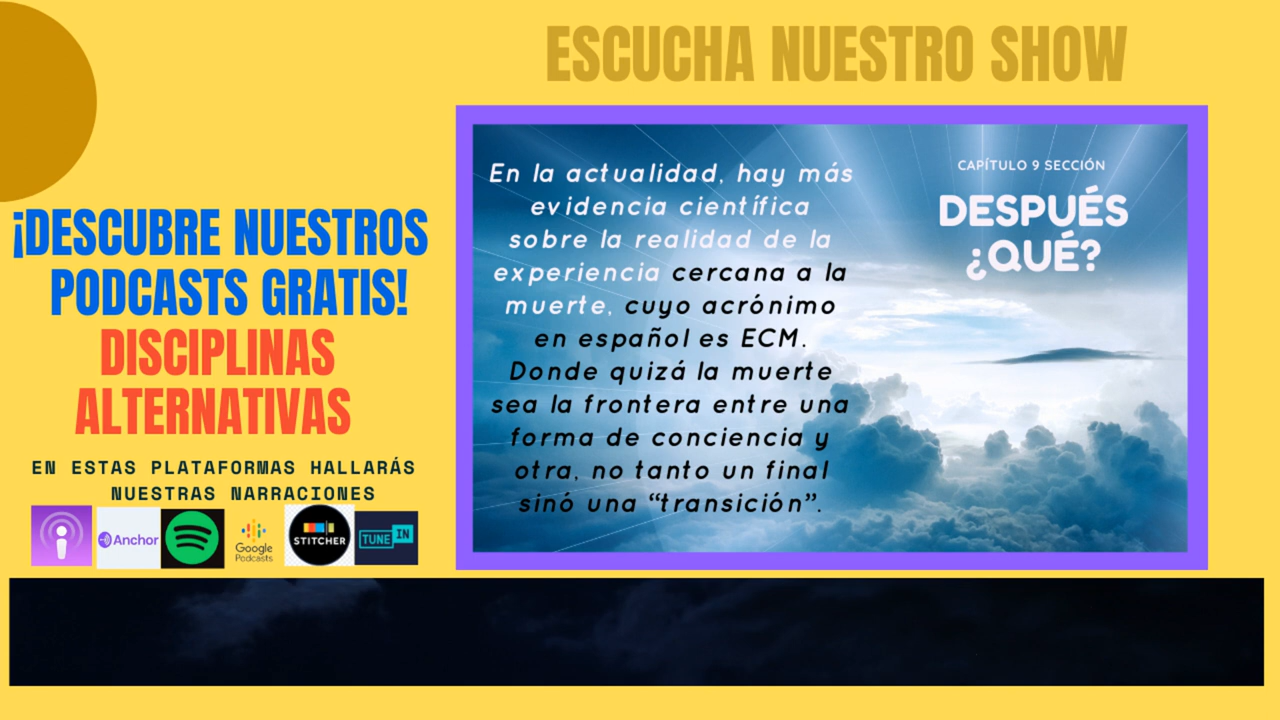 ESCUCHA NUESTRO SHOW
¡DESCUBRE NUESTROS
PODCASTS GRATIS!
DISCIPLINAS
ALTERNATIVAS
EN ESTAS PLATAFORMAS HALLARÁS
NUESTRAS NARRACIONES
Anchor
Google
Podcasts
STITCHER
TUNE IN
En la actualidad, hay más
evidencia científica
sobre la realidad de la
experiencia cercana a la
muerte, cuyo acrónimo
en español es ECM.
Donde quizá la muerte
sea la frontera entre una
forma de conciencia y
otra, no tanto un final
sinó una “transición”.
CAPÍTULO 9 SECCIÓN
DESPUÉS
¿QUÉ?